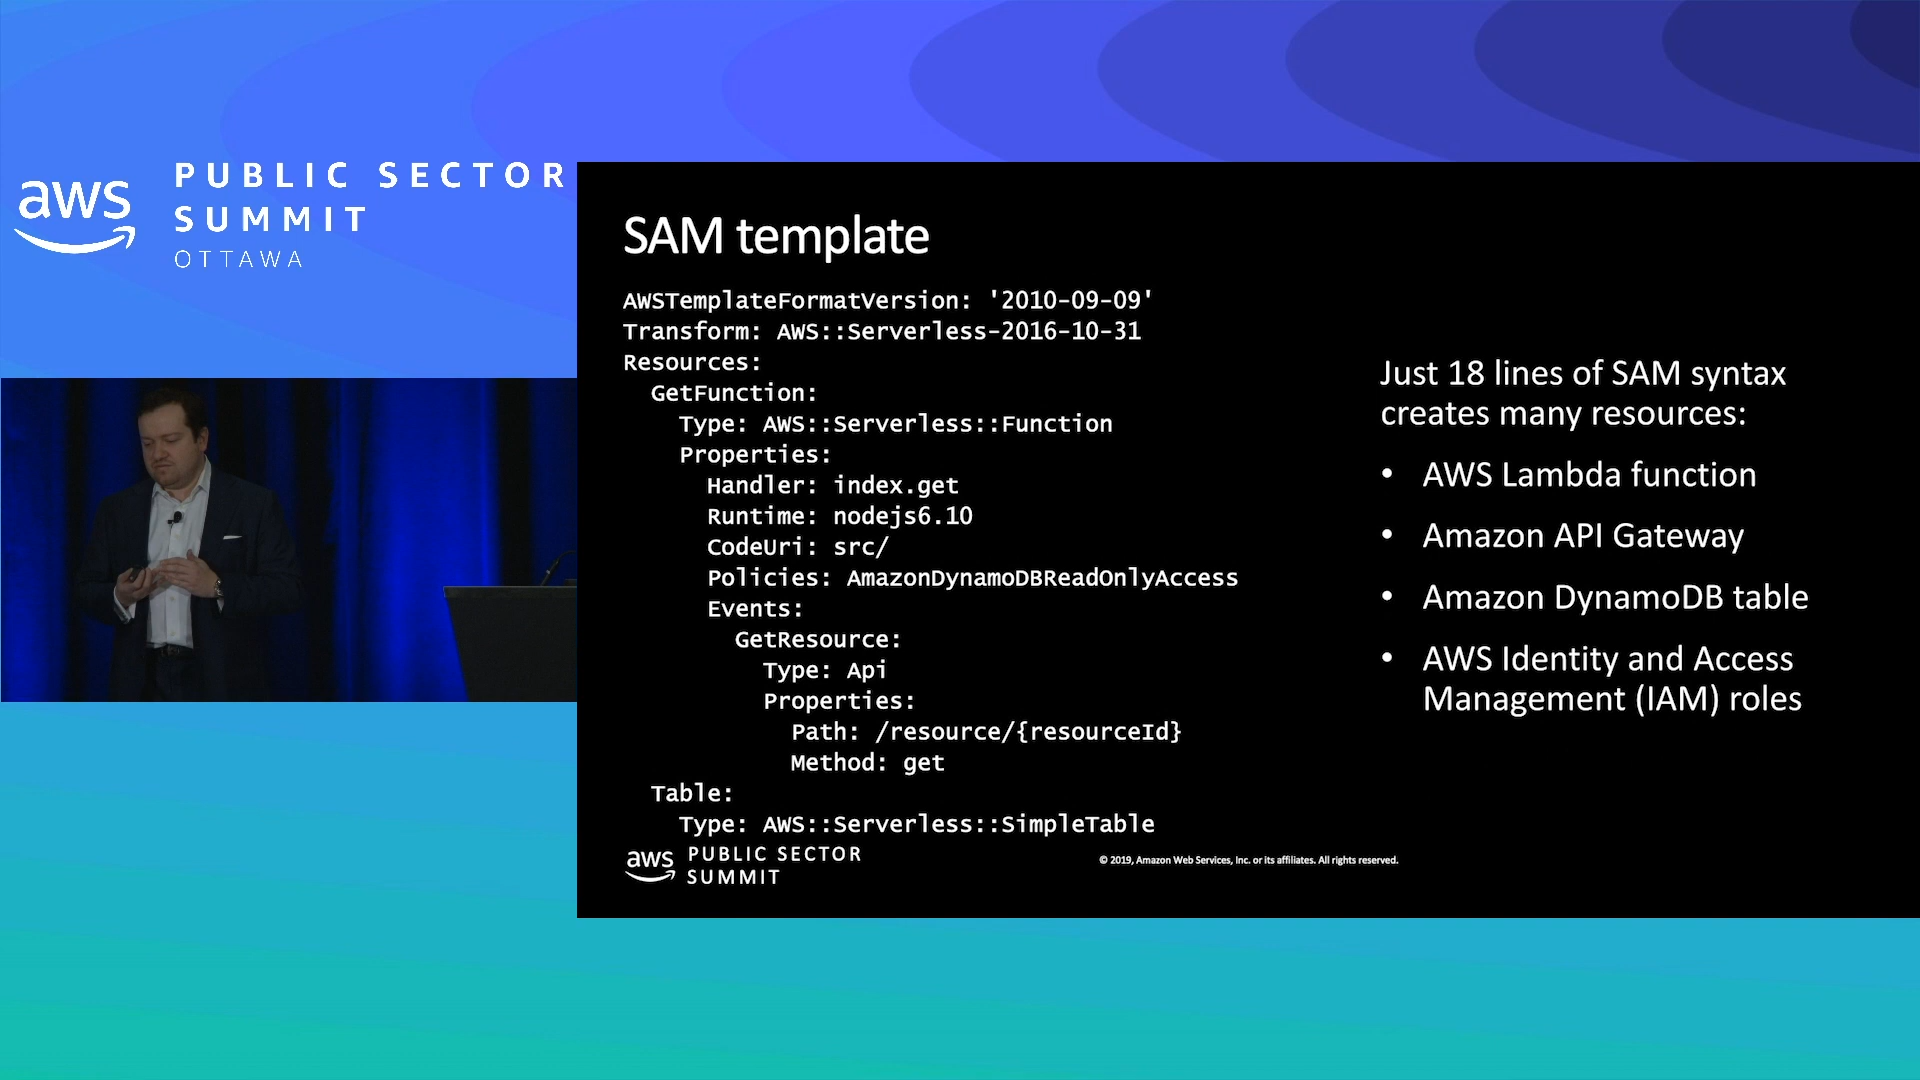 aws
PUBLIC SECTOR
SUMMIT
OTTAWA
SAM template
AWSTemplateFormatVersion: '2010-09-09'
Transform: AWS::Serverless-2016-10-31
Resources:
  GetFunction:
    Type: AWS::Serverless::Function
    Properties:
      Handler: index.get
      Runtime: nodejs6.10
      CodeUri: src/
      Policies: AmazonDynamoDBReadOnlyAccess
      Events:
        GetResource:
          Type: Api
          Properties:
            Path: /resource/{resourceId}
            Method: get
  Table:
    Type: AWS::Serverless::SimpleTable
Just 18 lines of SAM syntax
creates many resources:
• AWS Lambda function
• Amazon API Gateway
• Amazon DynamoDB table
• AWS Identity and Access
Management (IAM) roles
aws
PUBLIC SECTOR
SUMMIT
© 2019, Amazon Web Services, Inc. or its affiliates. All rights reserved.